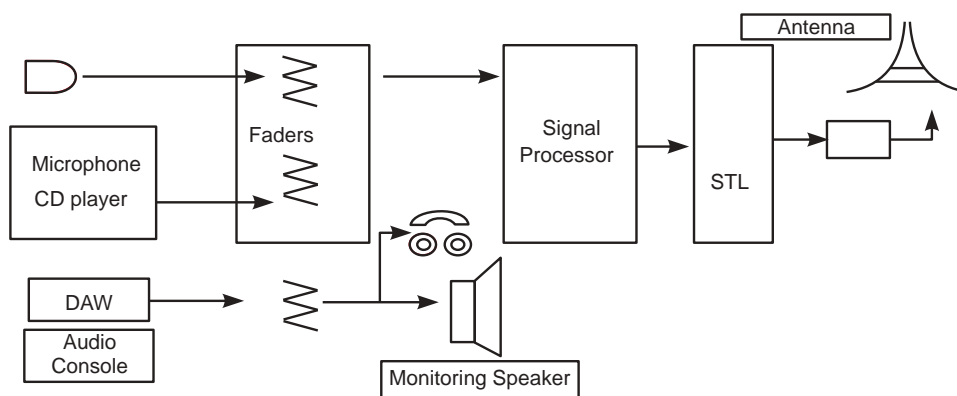 Antenna
Faders
Signal
Processor
Microphone
CD player
STL
DAW
Audio
Console
Monitoring Speaker